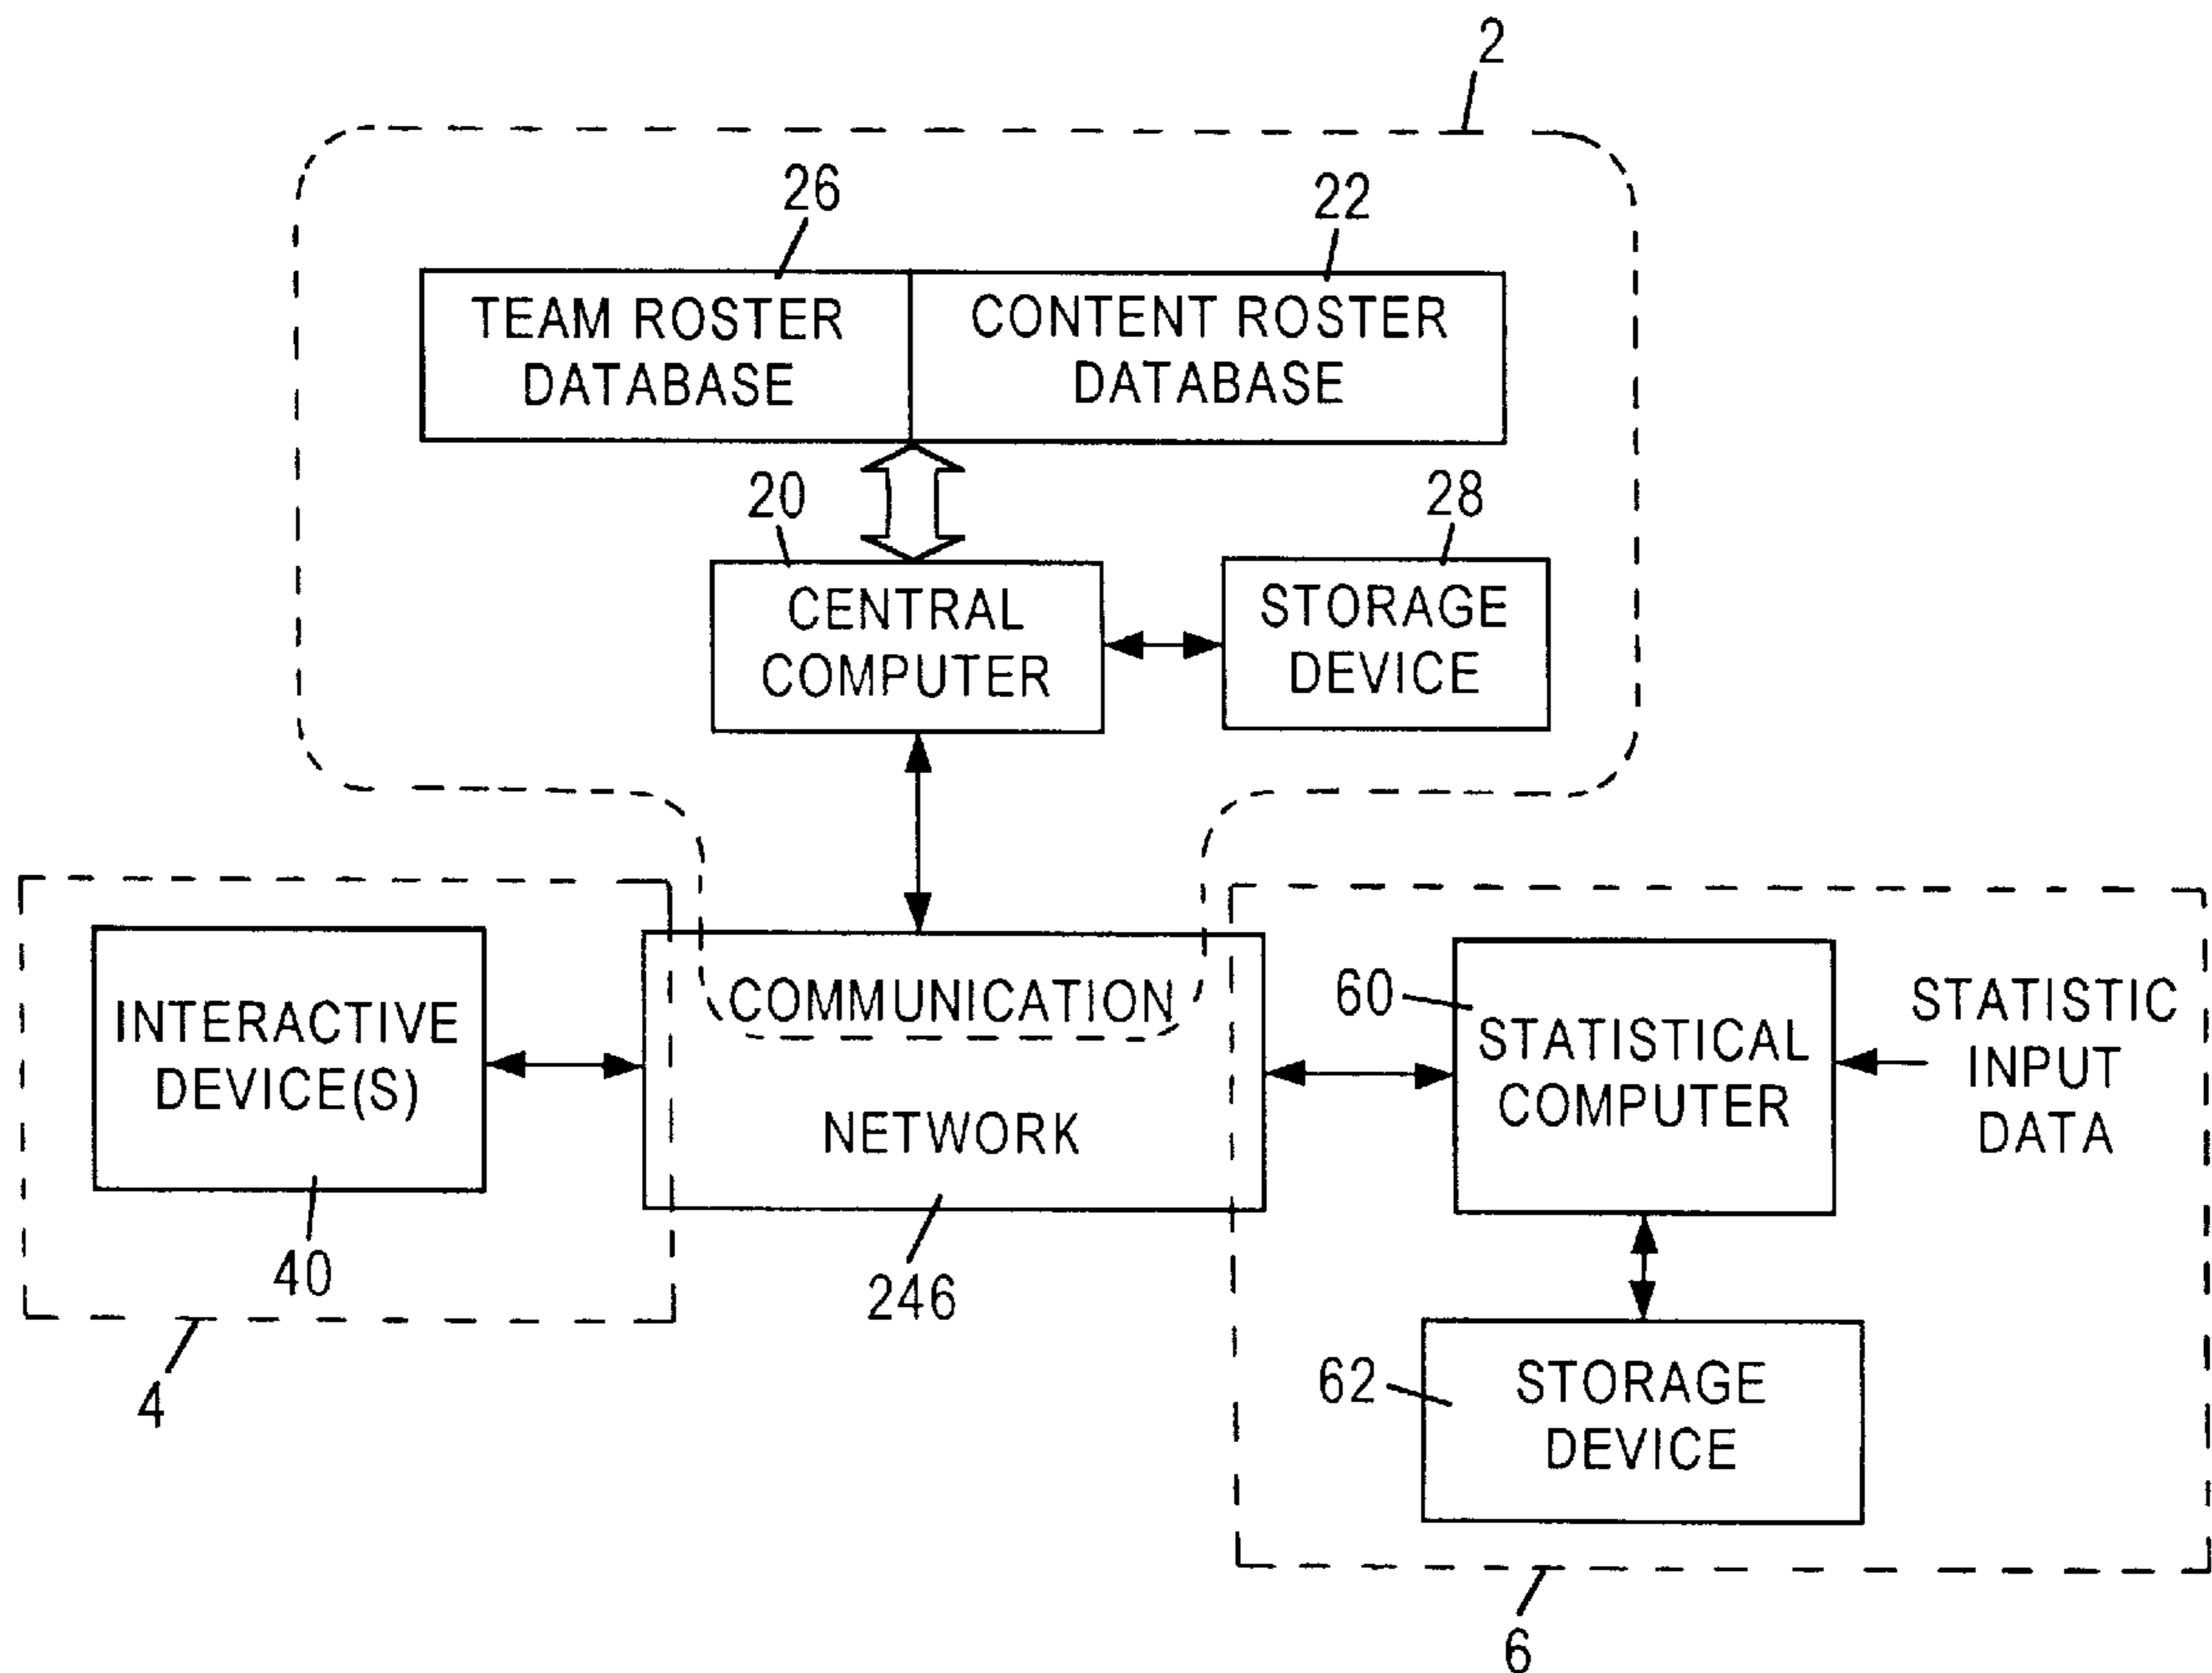 2
26
22
TEAM ROSTER
DATABASE
CONTENT ROSTER
DATABASE
20
28
CENTRAL
COMPUTER
STORAGE
DEVICE
INTERACTIVE
DEVICE(S)
40
4
COMMUNICATION
NETWORK
246
60
STATISTICAL
COMPUTER
STATISTIC
INPUT
DATA
62
STORAGE
DEVICE
6